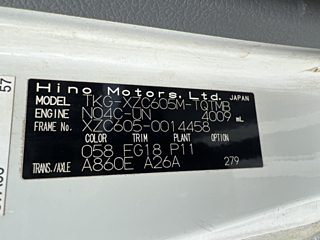 Hino Motors, Ltd. JAPAN
MODEL TKG-XZC605M-TQTMB
ENGINE N04C-UN 4009 mL
FRAME No. XZC605-0014458
COLOR TRIM PLANT
058 FG18 P11
TRANS./AXLE A860E A26A 279
57